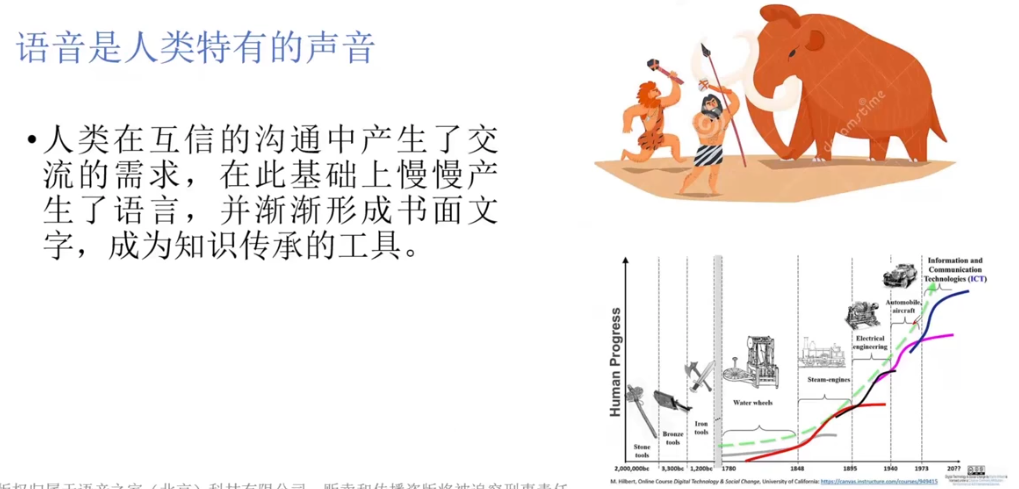 语音是人类特有的声音
•人类在互信的沟通中产生了交
流的需求，在此基础上慢慢产
生了语言，并渐渐形成书面文
字，成为知识传承的工具。
dreamstime
Human Progress
Information and
Communication
Technologies (ICT)
Automobile,
aircraft
Electrical
engineering
Steam-engines
Water wheels
Iron
tools
Bronze
tools
Stone
tools
2,000,000bc 3,300bc 1,200bc 1780 1848 1895 1940 1973 2077
M. Hilbert, Online Course Digital Technology & Social Change, University of California: https://canvas.instructure.com/courses/949415
版权归属于语音之家（北京）科技有限公司，贩卖和传播盗版将被追究刑事责任